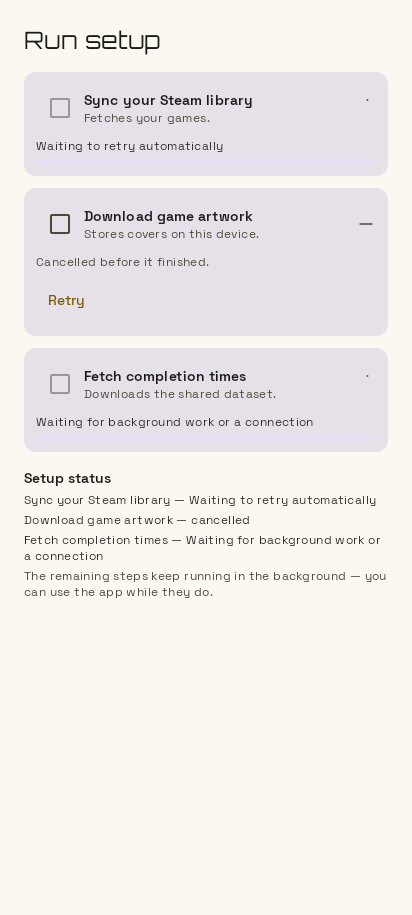 Run setup
Sync your Steam library
Fetches your games.
Waiting to retry automatically
Download game artwork
Stores covers on this device.
Cancelled before it finished.
Retry
Fetch completion times
Downloads the shared dataset.
Waiting for background work or a connection
Setup status
Sync your Steam library — Waiting to retry automatically
Download game artwork — cancelled
Fetch completion times — Waiting for background work or
a connection
The remaining steps keep running in the background — you
can use the app while they do.